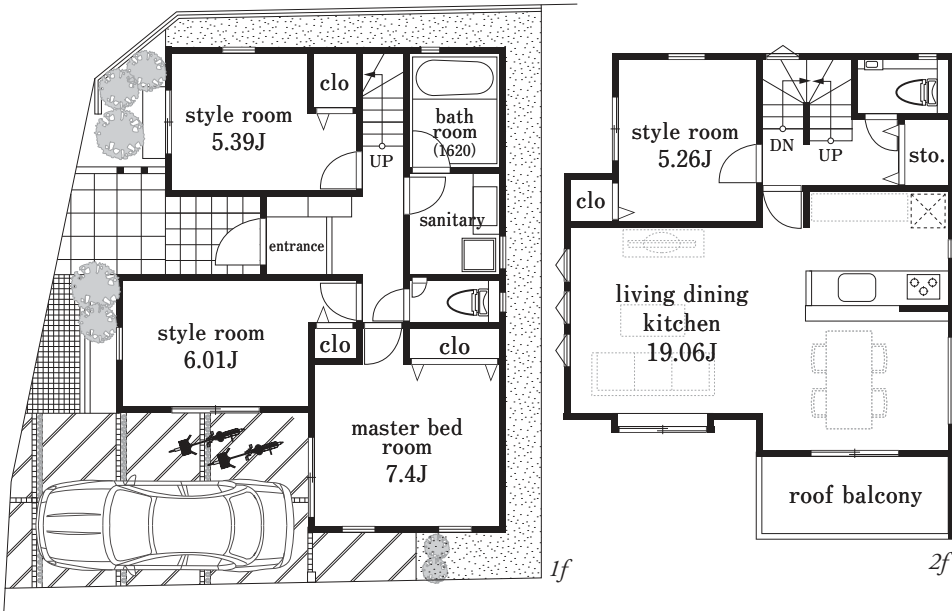 style room
5.39J
clo
UP
bath
room
(1620)
sanitary
entrance
style room
6.01J
clo
clo
master bed
room
7.4J
1f
style room
5.26J
DN
UP
sto.
clo
living dining
kitchen
19.06J
roof balcony
2f